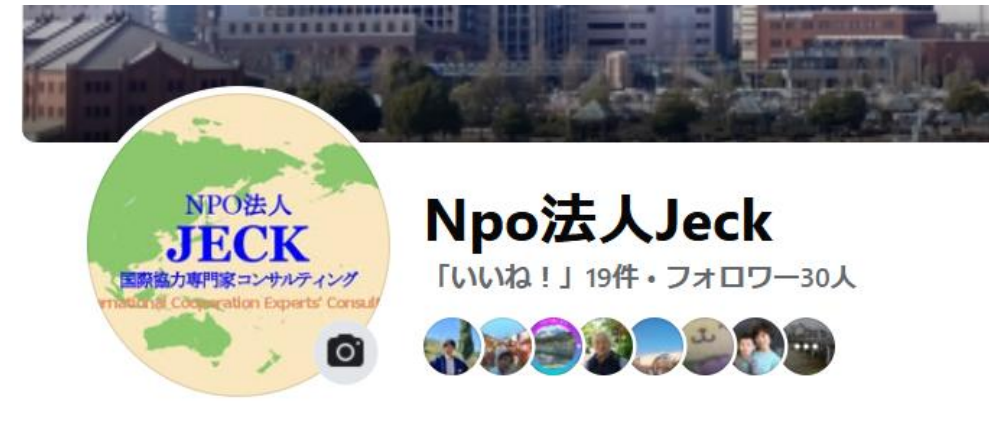 NPO法人
JECK
国際協力専門家コンサルティング
Cooperation Experts'
Npo法人Jeck
「いいね！」19件・フォロワー30人